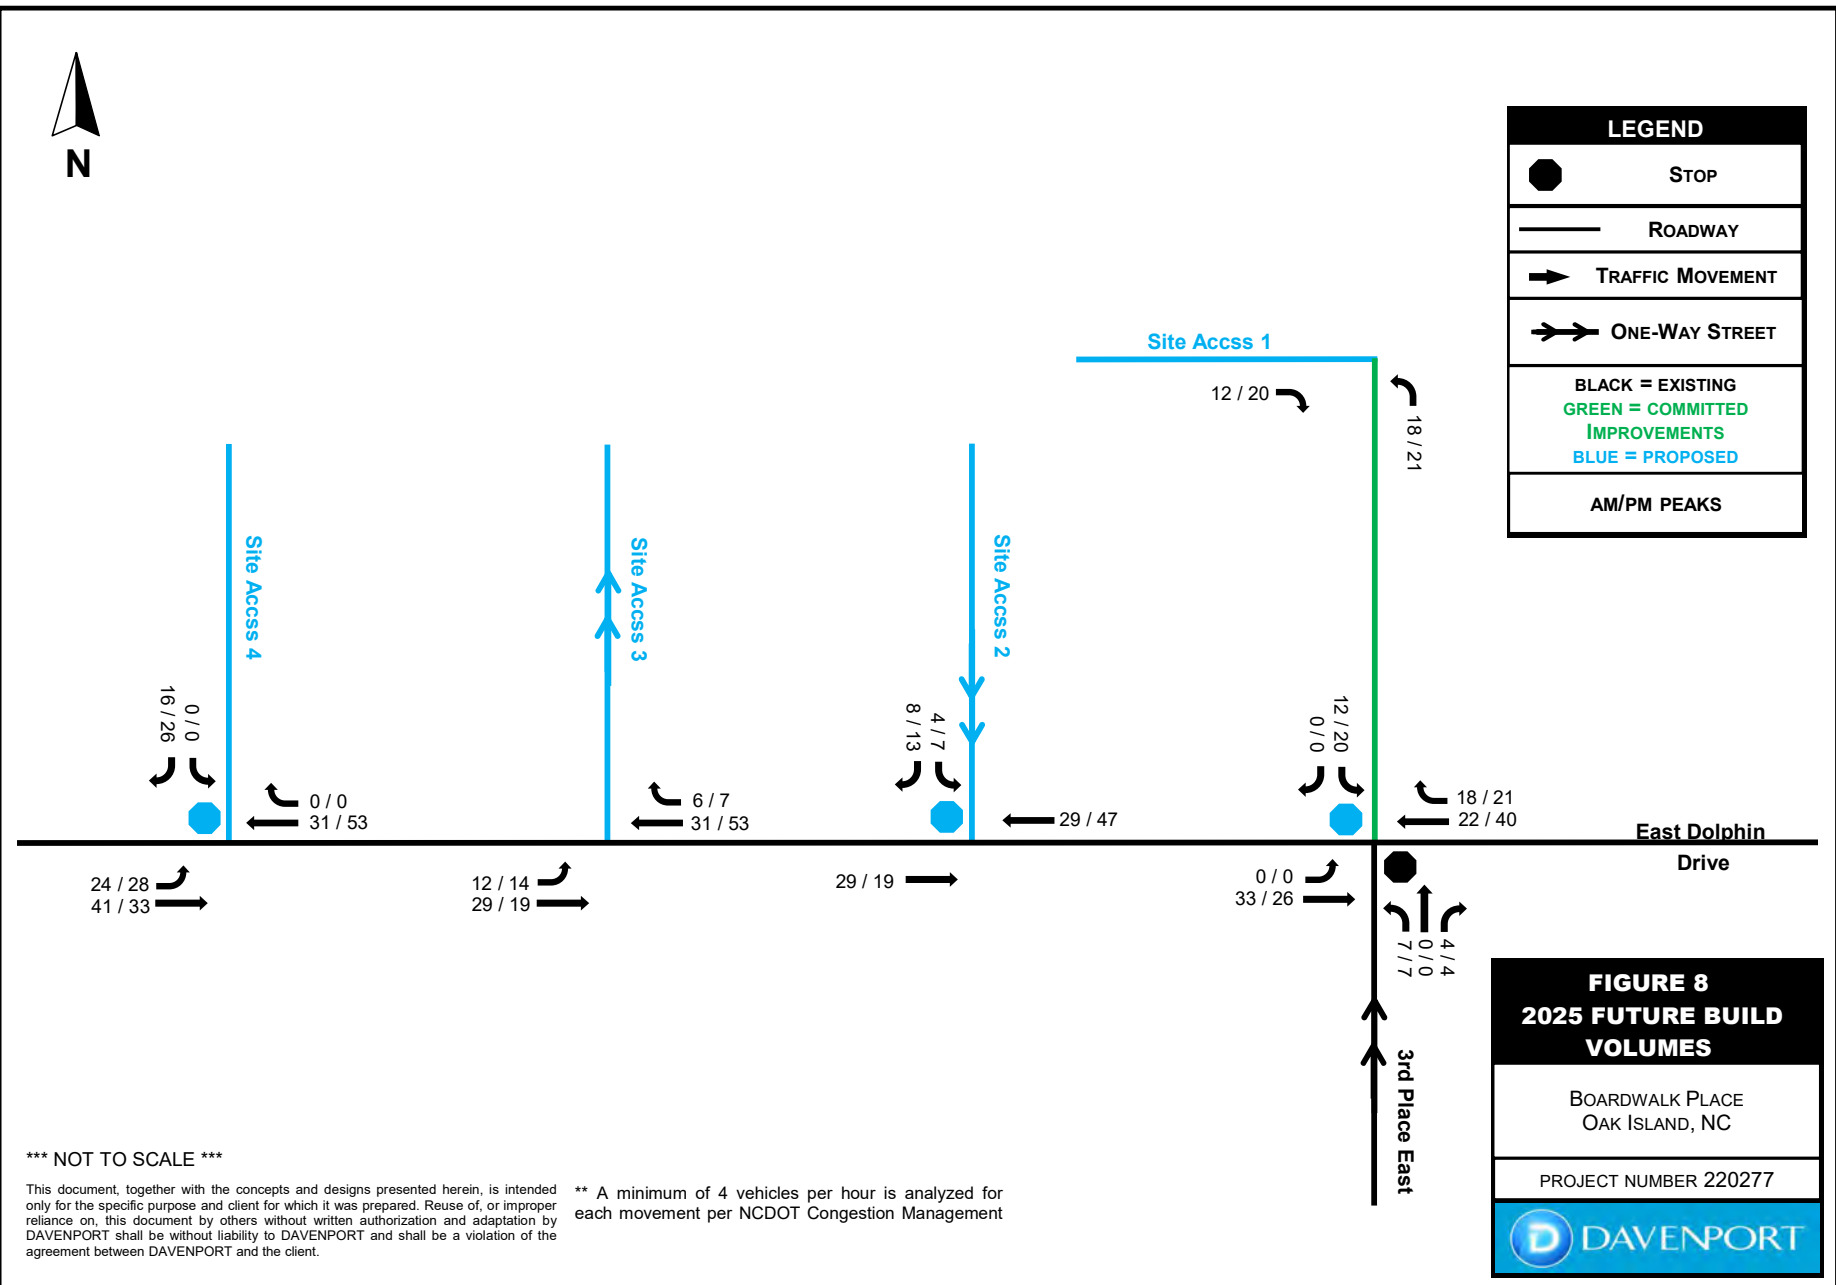 N
LEGEND
STOP
ROADWAY
TRAFFIC MOVEMENT
ONE-WAY STREET
BLACK = EXISTING
GREEN = COMMITTED
IMPROVEMENTS
BLUE = PROPOSED
AM/PM PEAKS
Site Accss 1
12 / 20
18 / 21
Site Accss 4
Site Accss 3
Site Accss 2
16 / 26
0 / 0
8 / 13
4 / 7
0 / 0
12 / 20
0 / 0
31 / 53
6 / 7
31 / 53
29 / 47
18 / 21
22 / 40
East Dolphin
Drive
24 / 28
41 / 33
12 / 14
29 / 19
29 / 19
0 / 0
33 / 26
7 / 7
0 / 0
4 / 4
3rd Place East
FIGURE 8
2025 FUTURE BUILD
VOLUMES
BOARDWALK PLACE
OAK ISLAND, NC
PROJECT NUMBER 220277
D DAVENPORT
*** NOT TO SCALE ***
This document, together with the concepts and designs presented herein, is intended
only for the specific purpose and client for which it was prepared. Reuse of, or improper
reliance on, this document by others without written authorization and adaptation by
DAVENPORT shall be without liability to DAVENPORT and shall be a violation of the
agreement between DAVENPORT and the client.
** A minimum of 4 vehicles per hour is analyzed for
each movement per NCDOT Congestion Management